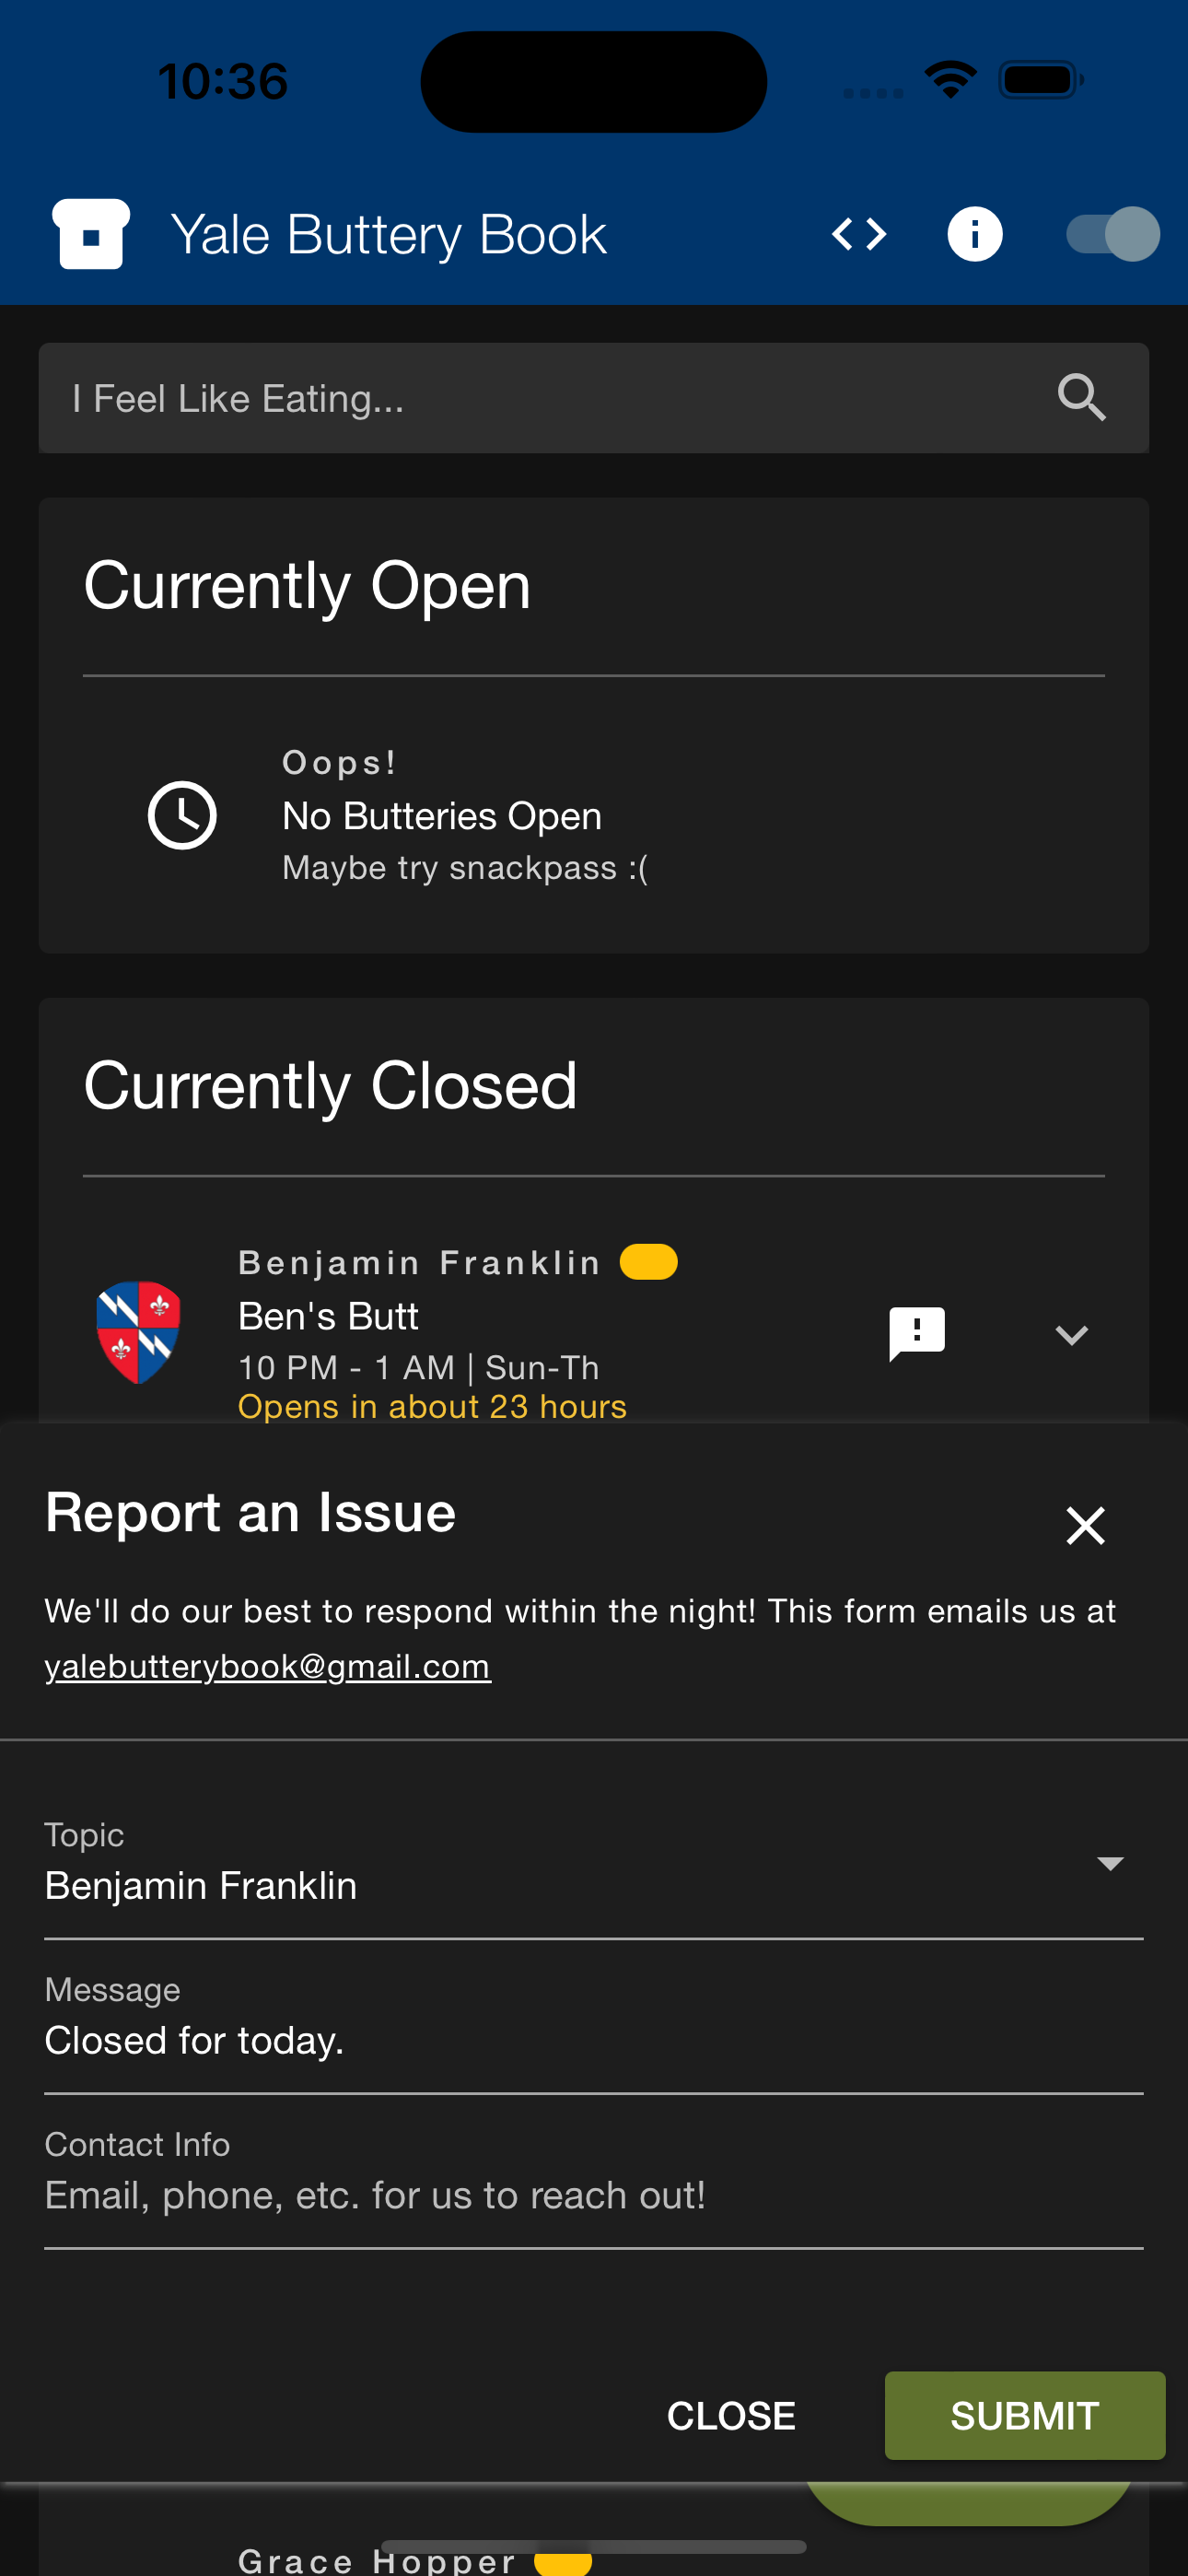 10:36
Yale Buttery Book
I Feel Like Eating...
Currently Open
Oops!
No Butteries Open
Maybe try snackpass :(
Currently Closed
Benjamin Franklin
Ben's Butt
10 PM - 1 AM | Sun-Th
Opens in about 23 hours
Report an Issue
We'll do our best to respond within the night! This form emails us at
yalebutterybook@gmail.com
Topic
Benjamin Franklin
Message
Closed for today.
Contact Info
Email, phone, etc. for us to reach out!
CLOSE
SUBMIT
Grace Hopper